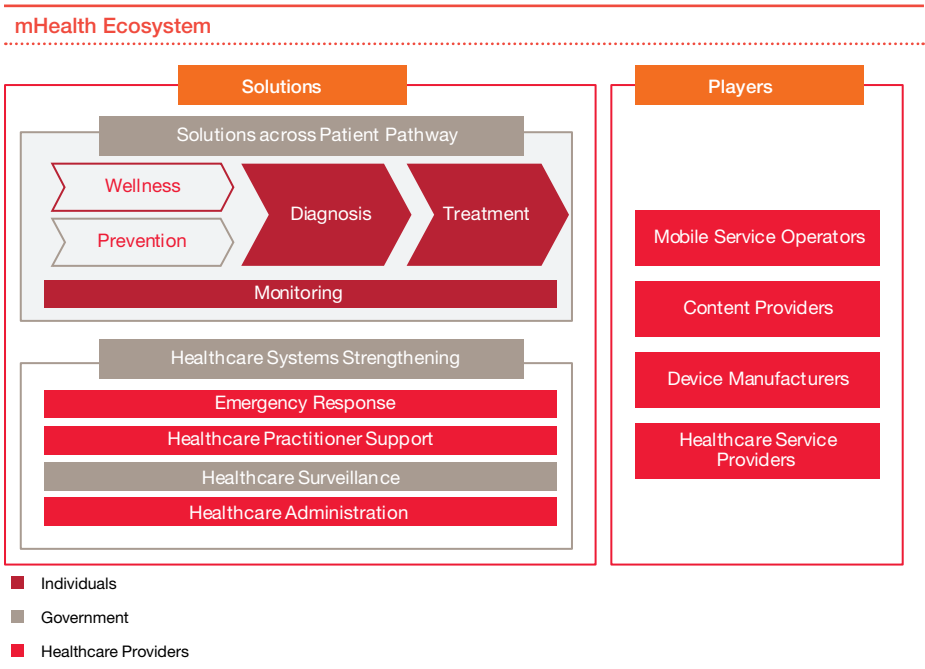 mHealth Ecosystem
Solutions
Solutions across Patient Pathway
Wellness
Prevention
Diagnosis
Treatment
Monitoring
Healthcare Systems Strengthening
Emergency Response
Healthcare Practitioner Support
Healthcare Surveillance
Healthcare Administration
Players
Mobile Service Operators
Content Providers
Device Manufacturers
Healthcare Service
Providers
Individuals
Government
Healthcare Providers